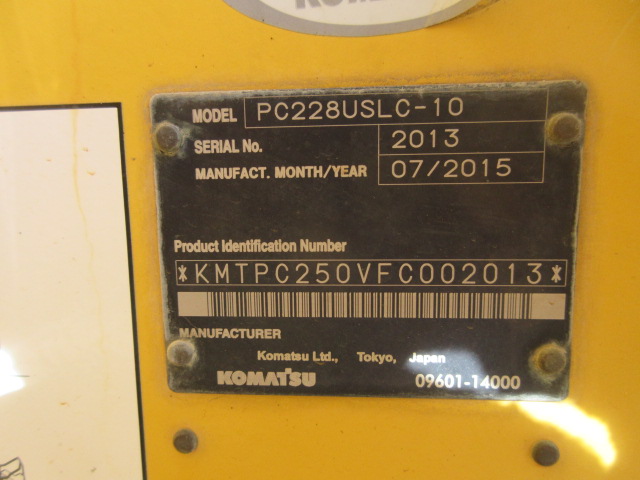 MODEL PC228USLC-10
SERIAL No. 2013
MANUFACT. MONTH/YEAR 07/2015
Product Identification Number
*KMTPC250VFC002013*
MANUFACTURER
Komatsu Ltd., Tokyo, Japan
KOMATSU 09601-14000